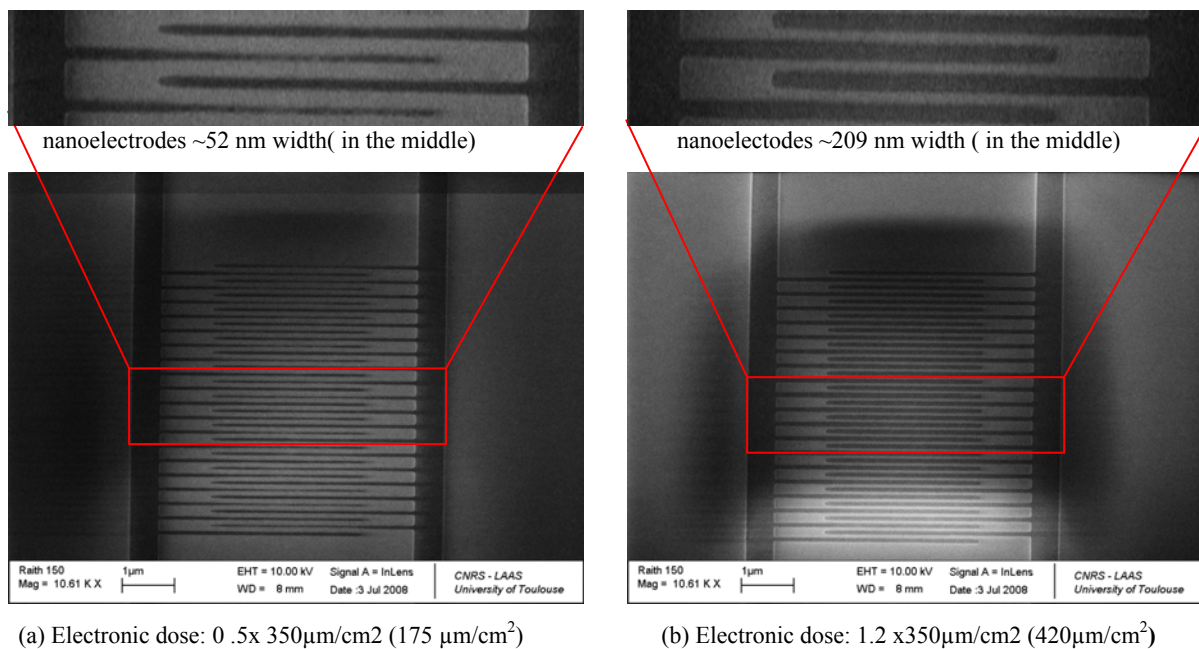 nanoelectrodes ~52 nm width( in the middle)
nanoelectodes ~209 nm width ( in the middle)
Raith 150
Mag = 10.61 K X
1µm
EHT = 10.00 kV
WD = 8 mm
Signal A = InLens
Date :3 Jul 2008
CNRS - LAAS
University of Toulouse
Raith 150
Mag = 10.61 K X
1µm
EHT = 10.00 kV
WD = 8 mm
Signal A = InLens
Date :3 Jul 2008
CNRS - LAAS
University of Toulouse
(a) Electronic dose: 0 .5x 350µm/cm2 (175 µm/cm²)
(b) Electronic dose: 1.2 x350µm/cm2 (420µm/cm²)